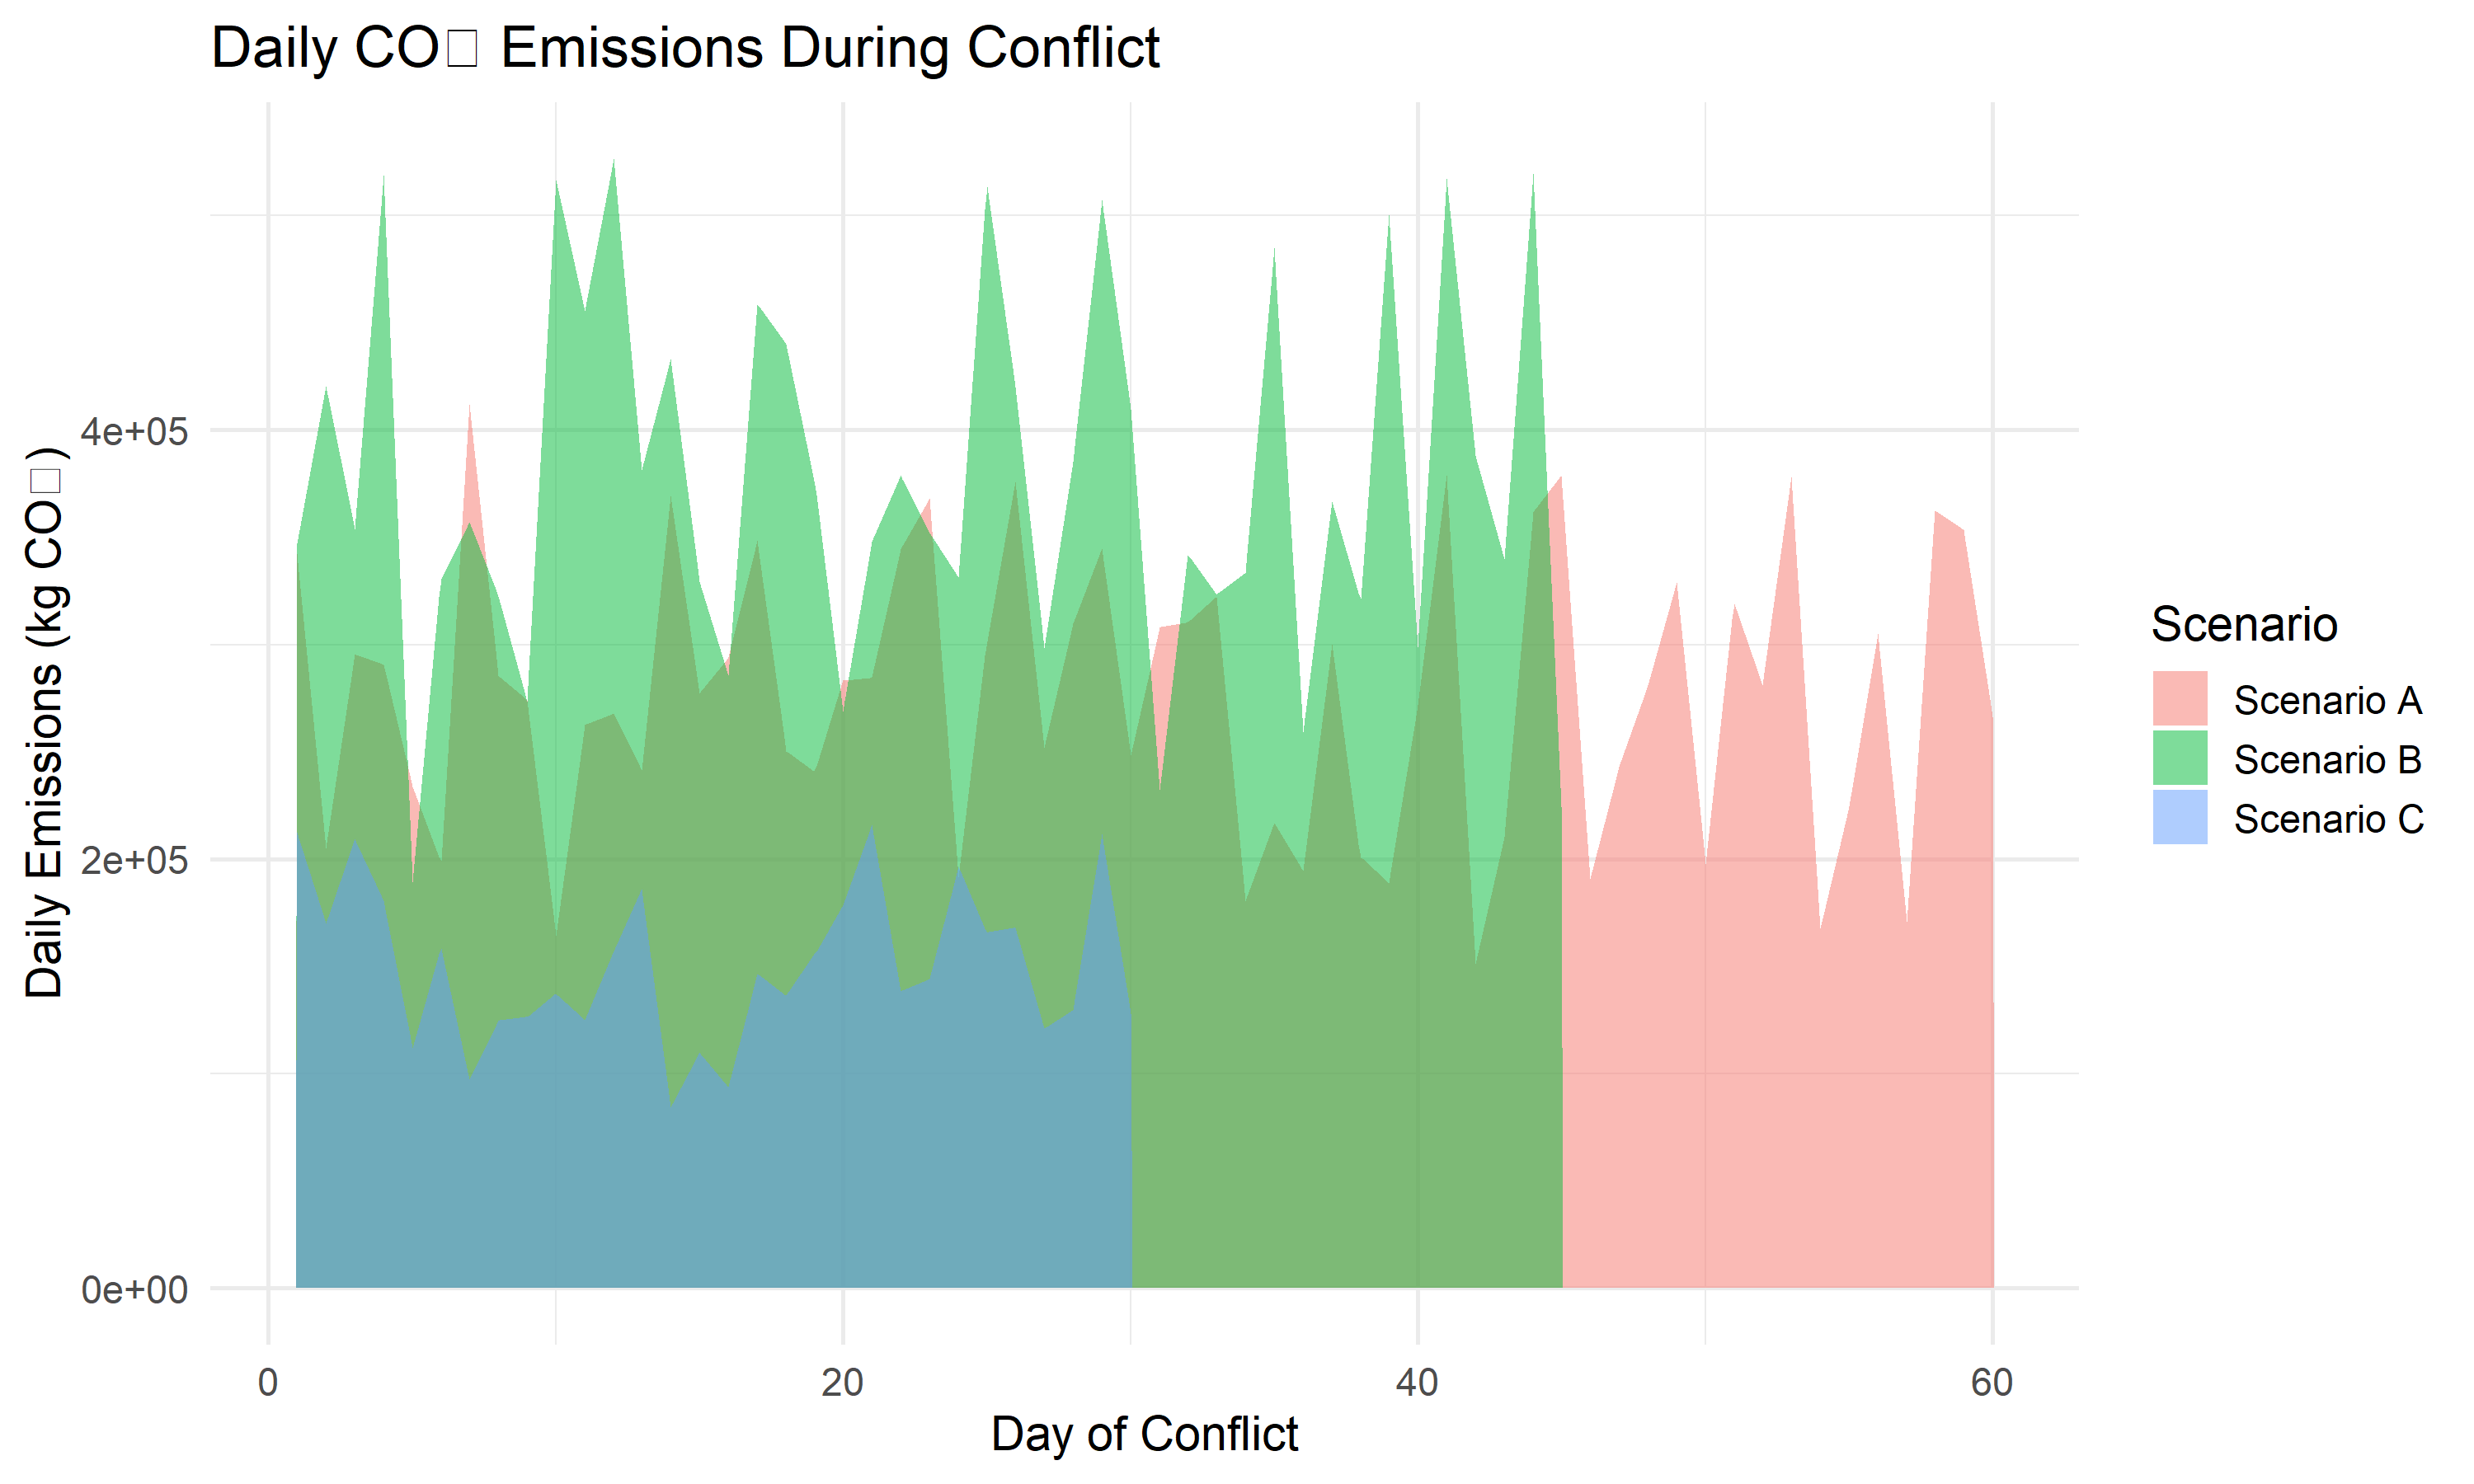 Daily CO□ Emissions During Conflict
Daily Emissions (kg CO□)
4e+05
2e+05
0e+00
0
20
40
60
Day of Conflict
Scenario
Scenario A
Scenario B
Scenario C